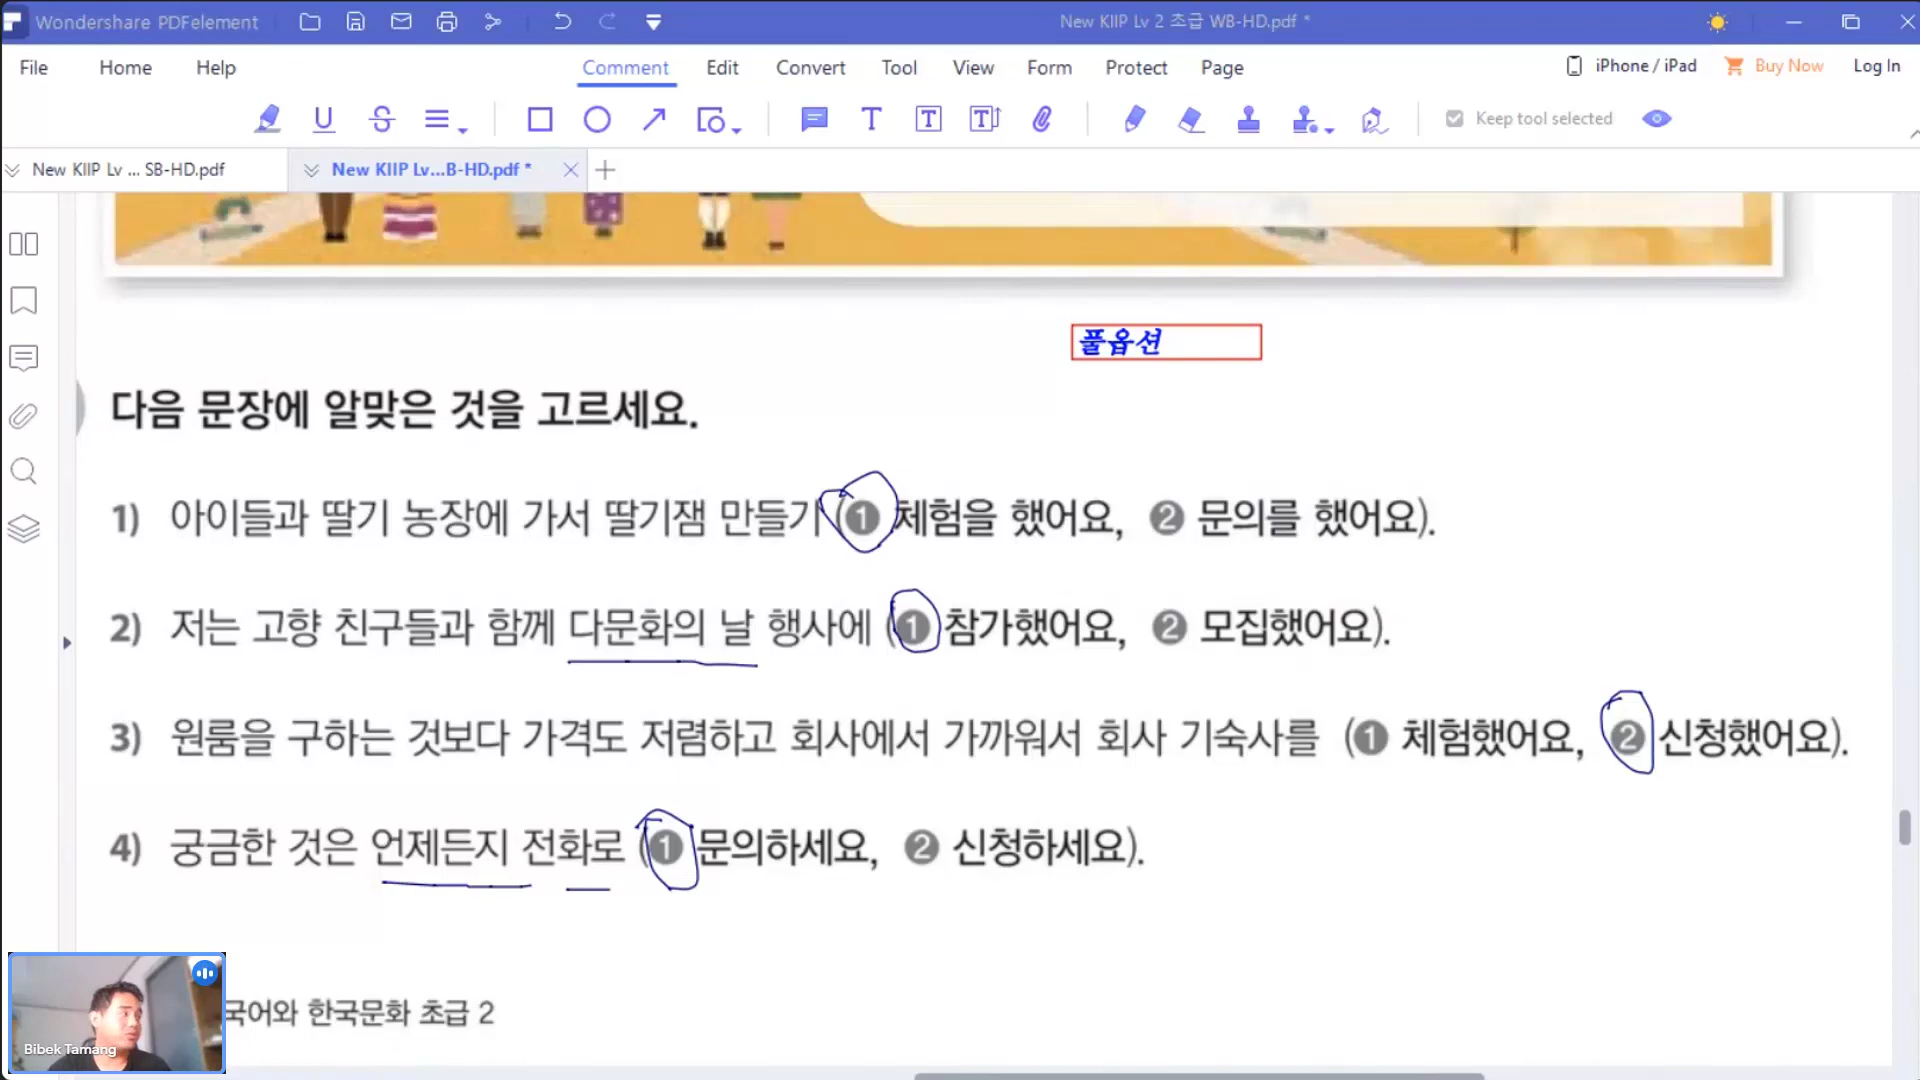 Wondershare PDFelement
New KIIP Lv 2 초급 WB-HD.pdf *
File Home Help Comment Edit Convert Tool View Form Protect Page iPhone / iPad Buy Now Log In
Keep tool selected
New KIIP Lv ... SB-HD.pdf New KIIP Lv...B-HD.pdf *
풀옵션
다음 문장에 알맞은 것을 고르세요.
1) 아이들과 딸기 농장에 가서 딸기잼 만들기 (❶ 체험을 했어요, ❷ 문의를 했어요).
2) 저는 고향 친구들과 함께 다문화의 날 행사에 (❶ 참가했어요, ❷ 모집했어요).
3) 원룸을 구하는 것보다 가격도 저렴하고 회사에서 가까워서 회사 기숙사를 (❶ 체험했어요, ❷ 신청했어요).
4) 궁금한 것은 언제든지 전화로 (❶ 문의하세요, ❷ 신청하세요).
국어와 한국문화 초급 2
Bibek Tamang